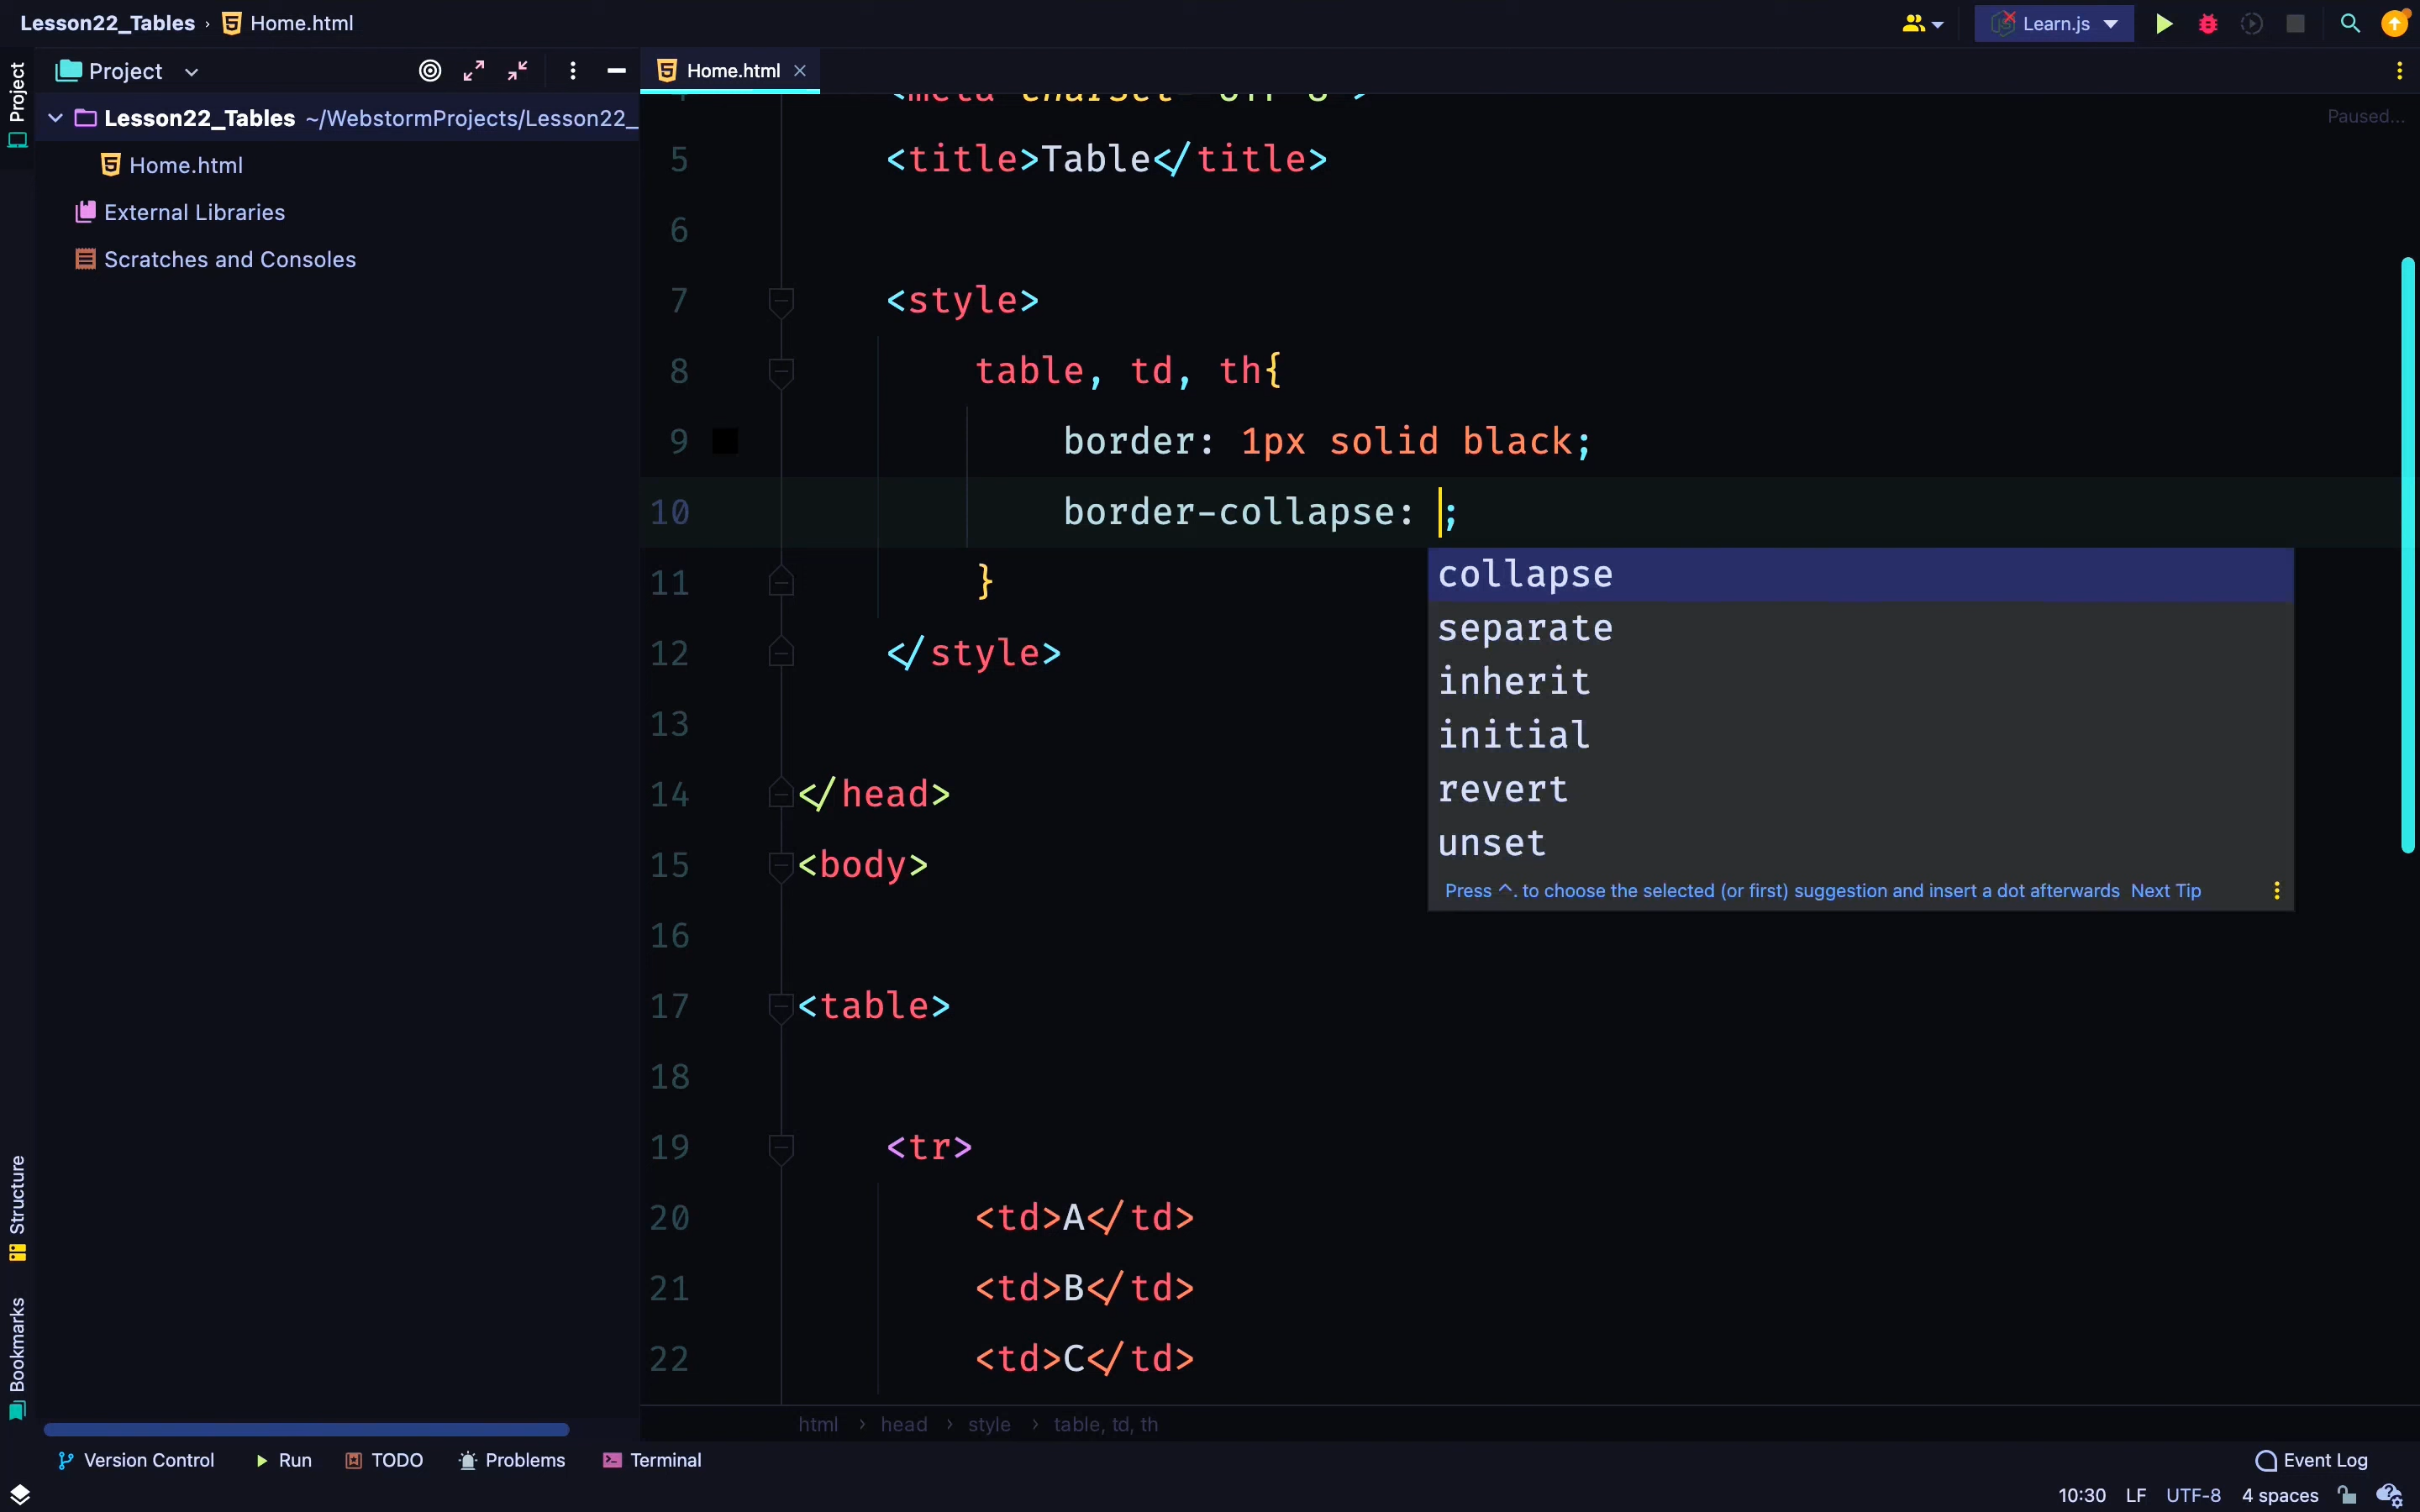 Lesson22_Tables › Home.html
Learn.js
Project
Project
Home.html
Lesson22_Tables ~/WebstormProjects/Lesson22_
Home.html
External Libraries
Scratches and Consoles
Paused...
5 <title>Table</title>
6
7 <style>
8 table, td, th{
9 border: 1px solid black;
10 border-collapse: ;
11 }
12 </style>
13
14 </head>
15 <body>
16
17 <table>
18
19 <tr>
20 <td>A</td>
21 <td>B</td>
22 <td>C</td>
collapse
separate
inherit
initial
revert
unset
Press ^. to choose the selected (or first) suggestion and insert a dot afterwards Next Tip
Structure
Bookmarks
html › head › style › table, td, th
Version Control
Run
TODO
Problems
Terminal
Event Log
10:30 LF UTF-8 4 spaces